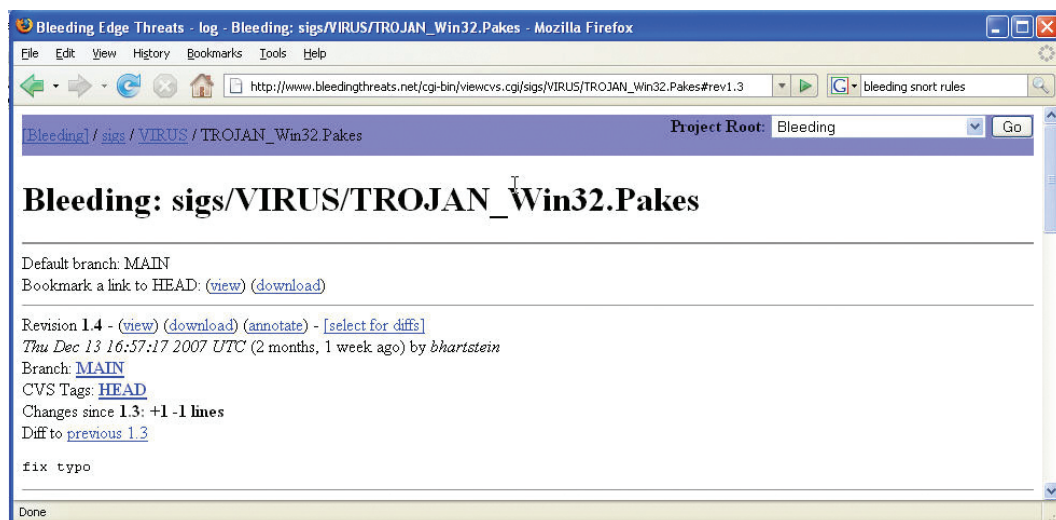 Bleeding Edge Threats - log - Bleeding: sigs/VIRUS/TROJAN_Win32.Pakes - Mozilla Firefox
File Edit View History Bookmarks Tools Help
http://www.bleedingthreats.net/cgi-bin/viewcvs.cgi/sigs/VIRUS/TROJAN_Win32.Pakes#rev1.3 G bleeding snort rules
[Bleeding] / sigs / VIRUS / TROJAN_Win32.Pakes Project Root: Bleeding Go
Bleeding: sigs/VIRUS/TROJAN_Win32.Pakes
Default branch: MAIN
Bookmark a link to HEAD: (view) (download)
Revision 1.4 - (view) (download) (annotate) - [select for diffs]
Thu Dec 13 16:57:17 2007 UTC (2 months, 1 week ago) by bhartstein
Branch: MAIN
CVS Tags: HEAD
Changes since 1.3: +1 -1 lines
Diff to previous 1.3
fix typo
Done